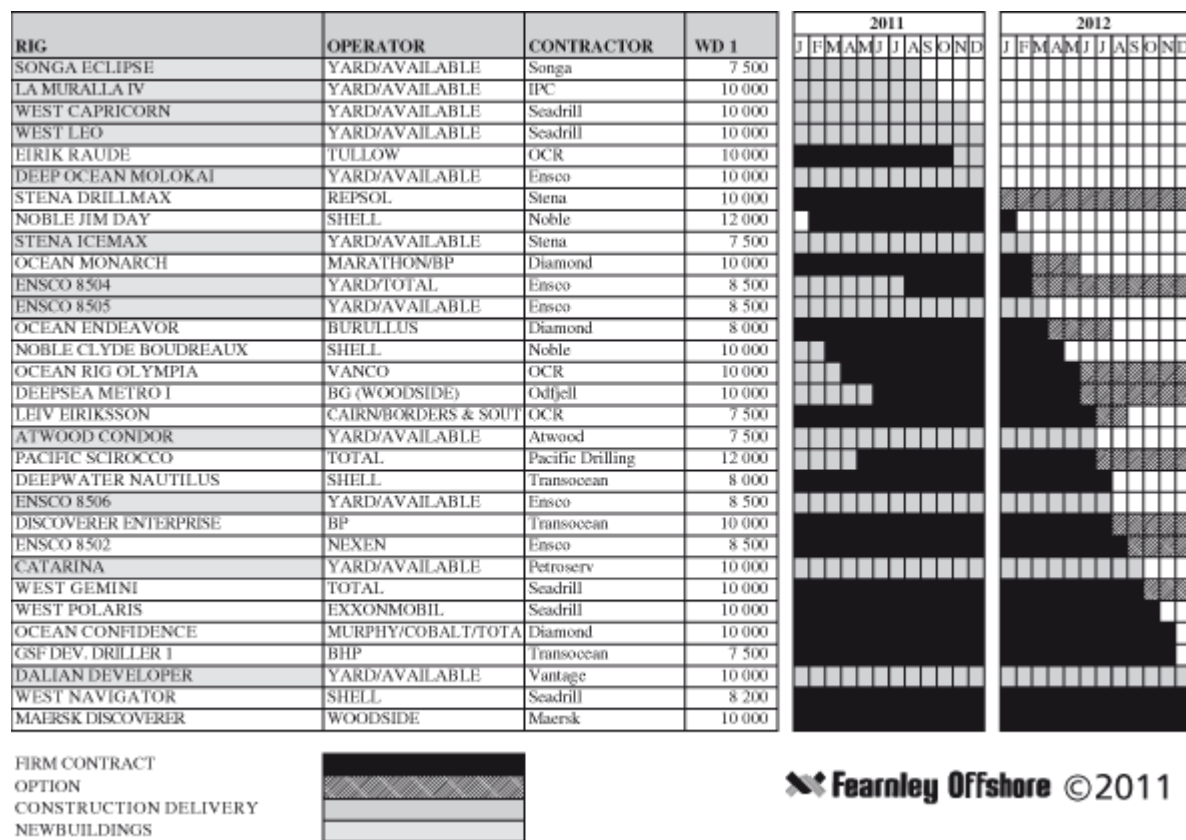 2011 2012
RIG OPERATOR CONTRACTOR WD 1 J F M A M J J A S O N D J F M A M J J A S O N D
SONGA ECLIPSE YARD/AVAILABLE Songa 7 500
LA MURALLA IV YARD/AVAILABLE IPC 10 000
WEST CAPRICORN YARD/AVAILABLE Seadrill 10 000
WEST LEO YARD/AVAILABLE Seadrill 10 000
EIRIK RAUDE TULLOW OCR 10 000
DEEP OCEAN MOLOKAI YARD/AVAILABLE Ensco 10 000
STENA DRILLMAX REPSOL Stena 10 000
NOBLE JIM DAY SHELL Noble 12 000
STENA ICEMAX YARD/AVAILABLE Stena 7 500
OCEAN MONARCH MARATHON/BP Diamond 10 000
ENSCO 8504 YARD/TOTAL Ensco 8 500
ENSCO 8505 YARD/AVAILABLE Ensco 8 500
OCEAN ENDEAVOR BURULLUS Diamond 8 000
NOBLE CLYDE BOUDREAUX SHELL Noble 10 000
OCEAN RIG OLYMPIA VANCO OCR 10 000
DEEPSEA METRO I BG (WOODSIDE) Odfjell 10 000
LEIV EIRIKSSON CAIRN/BORDERS & SOUT OCR 7 500
ATWOOD CONDOR YARD/AVAILABLE Atwood 7 500
PACIFIC SCIROCCO TOTAL Pacific Drilling 12 000
DEEPWATER NAUTILUS SHELL Transocean 8 000
ENSCO 8506 YARD/AVAILABLE Ensco 8 500
DISCOVERER ENTERPRISE BP Transocean 10 000
ENSCO 8502 NEXEN Ensco 8 500
CATARINA YARD/AVAILABLE Petroserv 10 000
WEST GEMINI TOTAL Seadrill 10 000
WEST POLARIS EXXONMOBIL Seadrill 10 000
OCEAN CONFIDENCE MURPHY/COBALT/TOTA Diamond 10 000
GSF DEV. DRILLER 1 BHP Transocean 7 500
DALIAN DEVELOPER YARD/AVAILABLE Vantage 10 000
WEST NAVIGATOR SHELL Seadrill 8 200
MAERSK DISCOVERER WOODSIDE Maersk 10 000
FIRM CONTRACT
OPTION
CONSTRUCTION DELIVERY
NEWBUILDINGS
Fearnley Offshore ©2011